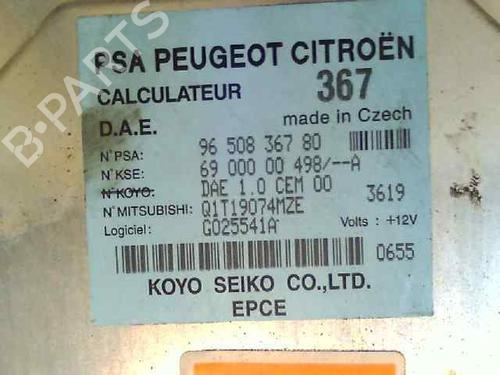 PSA PEUGEOT CITROËN
CALCULATEUR 367
D.A.E. made in Czech
N°PSA: 96 508 367 80
N°KSE: 69 000 00 498/--A
N°KOYO: DAE 1.0 CEM 00 3619
N°MITSUBISHI: Q1T19074MZE
Logiciel: G025541A Volts : +12V
0655
KOYO SEIKO CO.,LTD.
EPCE
B-PARTS